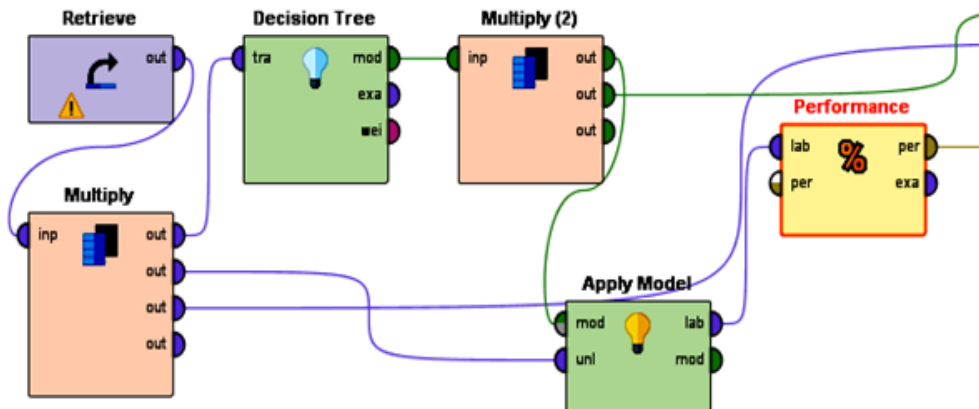 Retrieve
out
Decision Tree
tra
mod
exa
Multiply (2)
inp
out
out
out
Performance
lab
per
per
exa
%
Multiply
inp
out
out
out
out
Apply Model
mod
lab
unl
mod